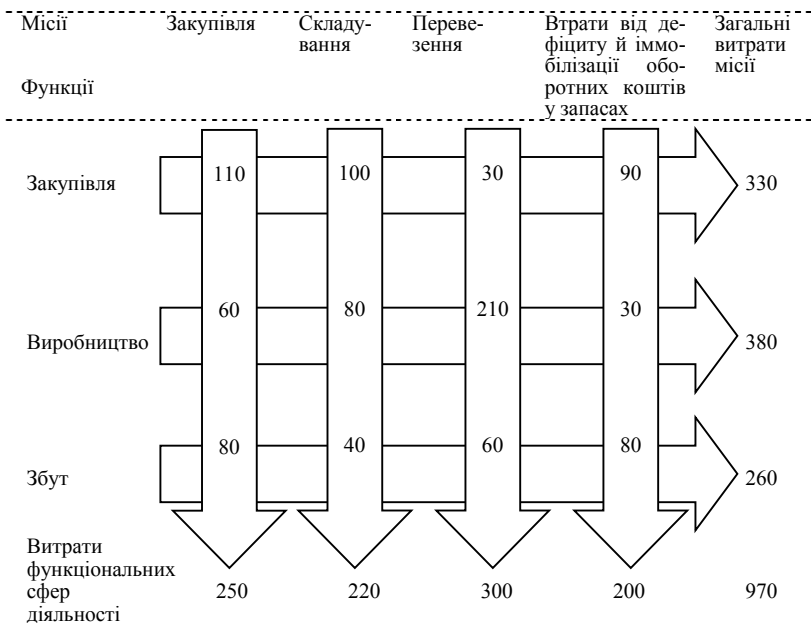 Місії Закупівля Складу- Переве- Втрати від де- Загальні
вання зення фіциту й іммо- витрати
білізації обо- місії
Функції ротних коштів
у запасах
110 100 30 90
Закупівля 330
60 80 210 30
Виробництво 380
80 40 60 80
Збут 260
Витрати
функціональних
сфер 250 220 300 200 970
діяльності